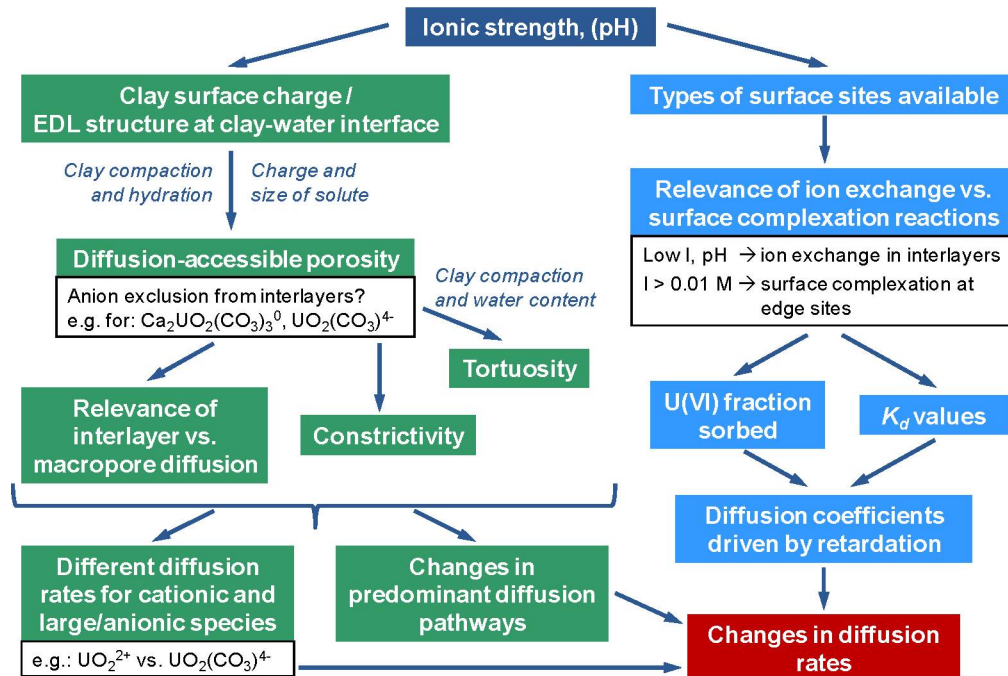 Ionic strength, (pH)
Clay surface charge /
EDL structure at clay-water
interface
Types of surface sites available
Clay compaction
and hydration
Charge and
size of solute
Relevance of ion exchange vs.
surface complexation reactions
Low I, pH → ion exchange in interlayers
I > 0.01 M → surface complexation at
edge sites
Diffusion-accessible porosity
Anion exclusion from interlayers?
e.g. for: Ca₂UO₂(CO₃)₃⁰, UO₂(CO₃)⁴⁻
Clay compaction
and water content
Tortuosity
Relevance of
interlayer vs.
macropore diffusion
Constrictivity
U(VI) fraction
sorbed
K_d values
Diffusion coefficients
driven by retardation
Different diffusion
rates for cationic and
large/anionic species
e.g.: UO₂²⁺ vs. UO₂(CO₃)⁴⁻
Changes in
predominant diffusion
pathways
Changes in diffusion
rates